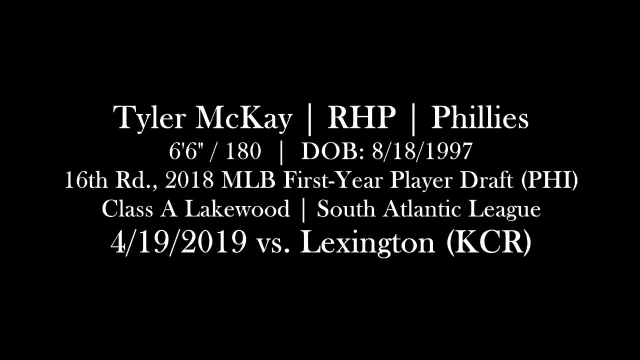 Tyler McKay | RHP | Phillies
6'6" / 180 | DOB: 8/18/1997
16th Rd., 2018 MLB First-Year Player Draft (PHI)
Class A Lakewood | South Atlantic League
4/19/2019 vs. Lexington (KCR)